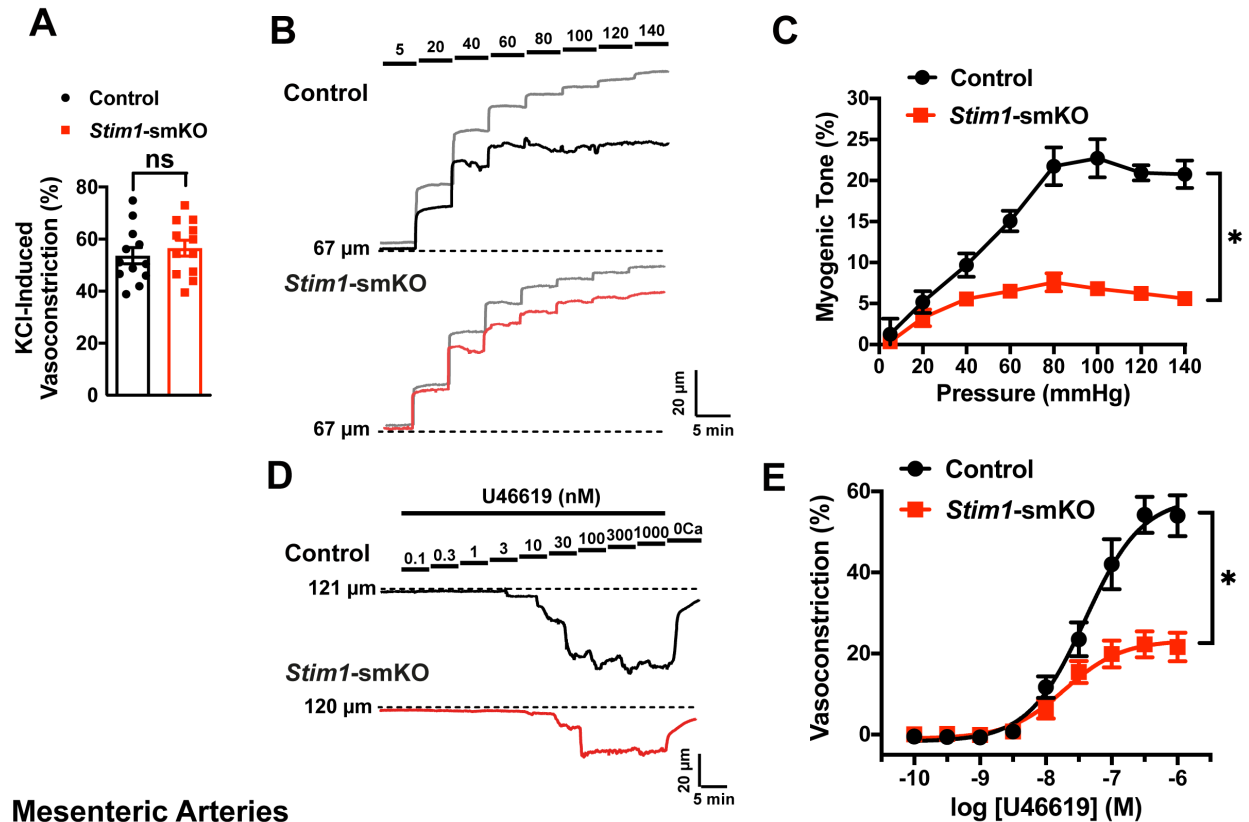 A
Control
Stim1-smKO
ns
KCl-Induced
Vasoconstriction (%)
80
60
40
20
0
B
5 20 40 60 80 100 120 140
Control
67 µm
Stim1-smKO
67 µm
20 µm
5 min
C
Control
Stim1-smKO
Myogenic Tone (%)
30
25
20
15
10
5
0
*
0 20 40 60 80 100 120 140
Pressure (mmHg)
D
U46619 (nM)
Control
0.1 0.3 1 3 10 30 100 300 1000 0Ca
121 µm
Stim1-smKO
120 µm
20 µm
5 min
E
Control
Stim1-smKO
Vasoconstriction (%)
60
40
20
0
*
-10 -9 -8 -7 -6
log [U46619] (M)
Mesenteric Arteries